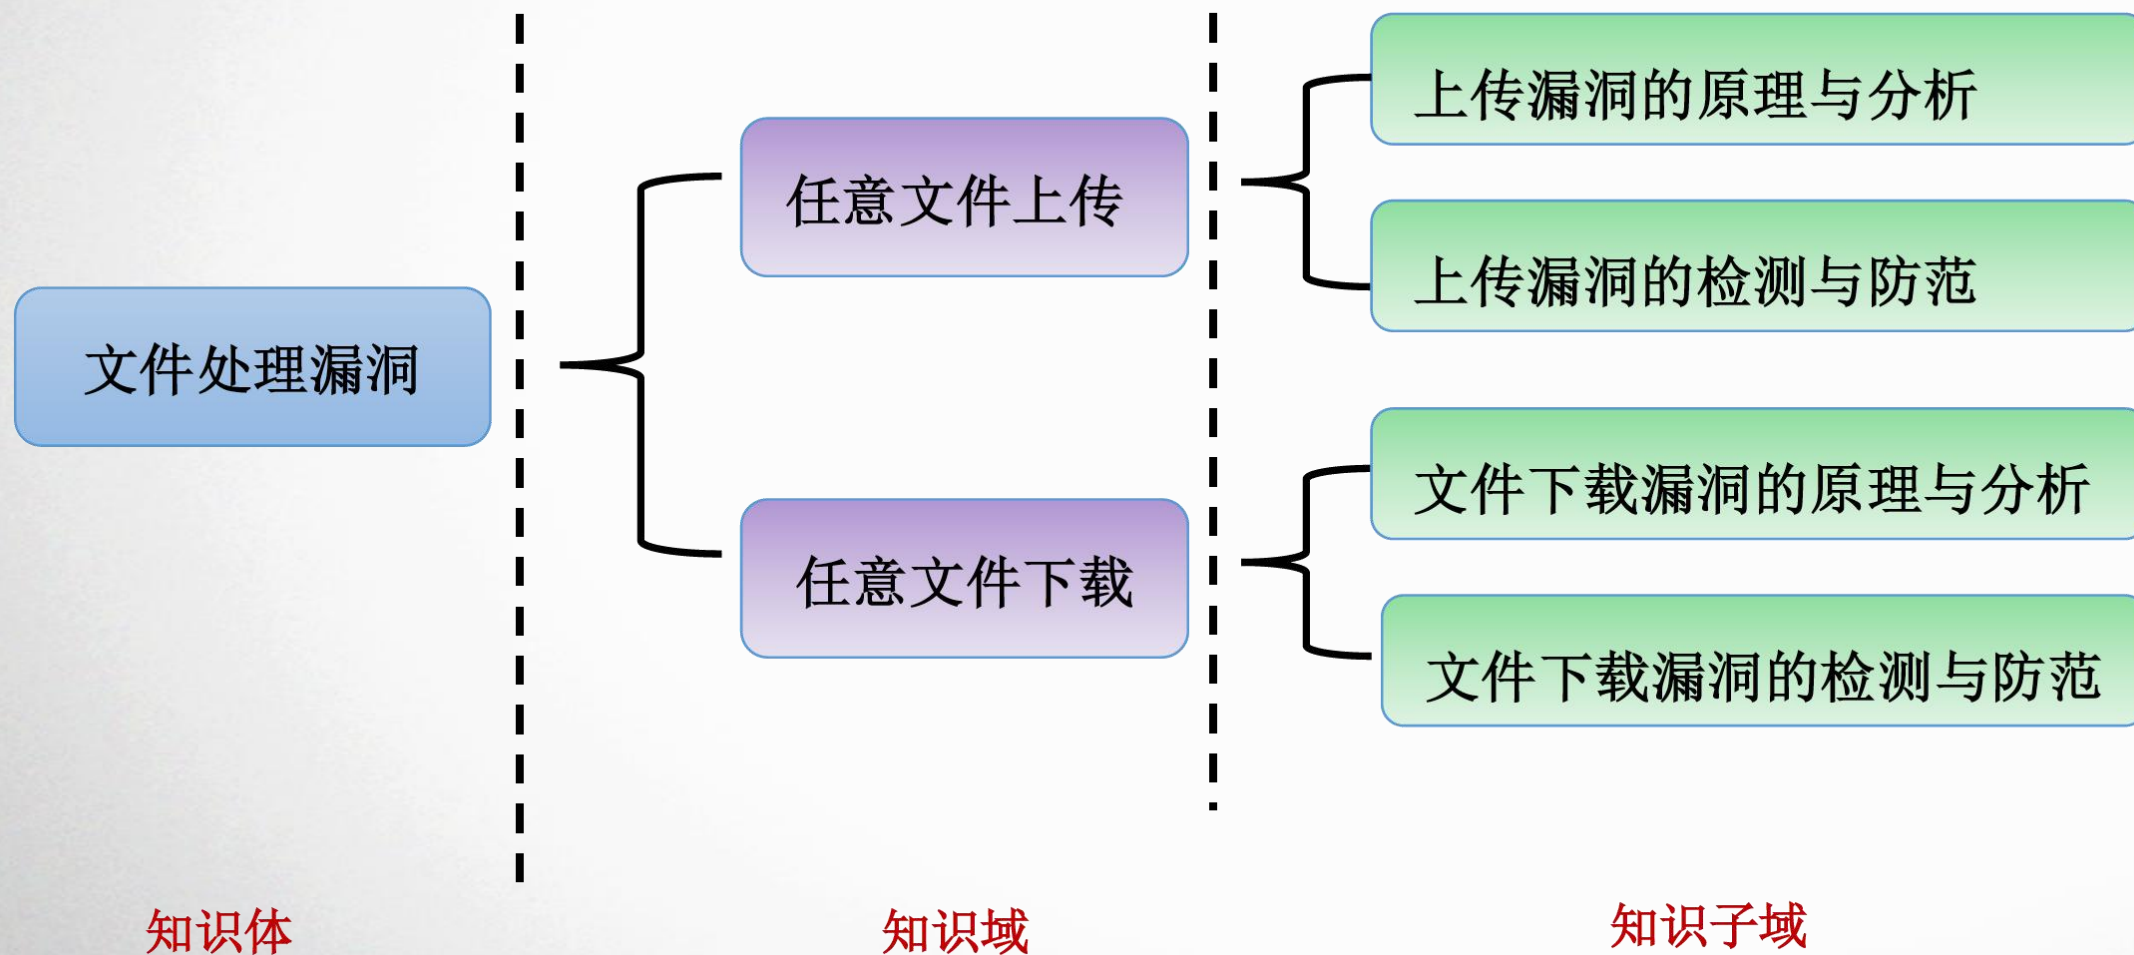 文件处理漏洞
任意文件上传
任意文件下载
上传漏洞的原理与分析
上传漏洞的检测与防范
文件下载漏洞的原理与分析
文件下载漏洞的检测与防范
知识体
知识域
知识子域